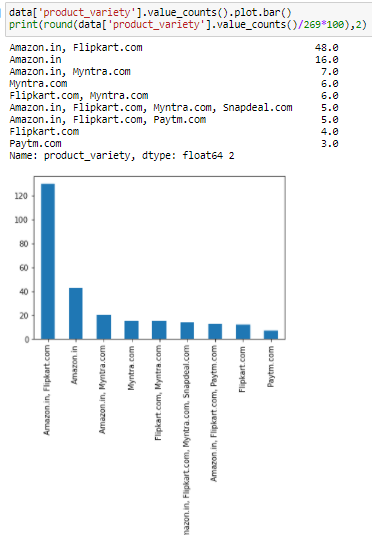 data['product_variety'].value_counts().plot.bar()
print(round(data['product_variety'].value_counts()/269*100),2)
Amazon.in, Flipkart.com 48.0
Amazon.in 16.0
Amazon.in, Myntra.com 7.0
Myntra.com 6.0
Flipkart.com, Myntra.com 6.0
Amazon.in, Flipkart.com, Myntra.com, Snapdeal.com 5.0
Amazon.in, Flipkart.com, Paytm.com 5.0
Flipkart.com 4.0
Paytm.com 3.0
Name: product_variety, dtype: float64 2
120
100
80
60
40
20
0
Amazon.in, Flipkart.com
Amazon.in
Amazon.in, Myntra.com
Myntra.com
Flipkart.com, Myntra.com
mazon.in, Flipkart.com, Myntra.com, Snapdeal.com
Amazon.in, Flipkart.com, Paytm.com
Flipkart.com
Paytm.com